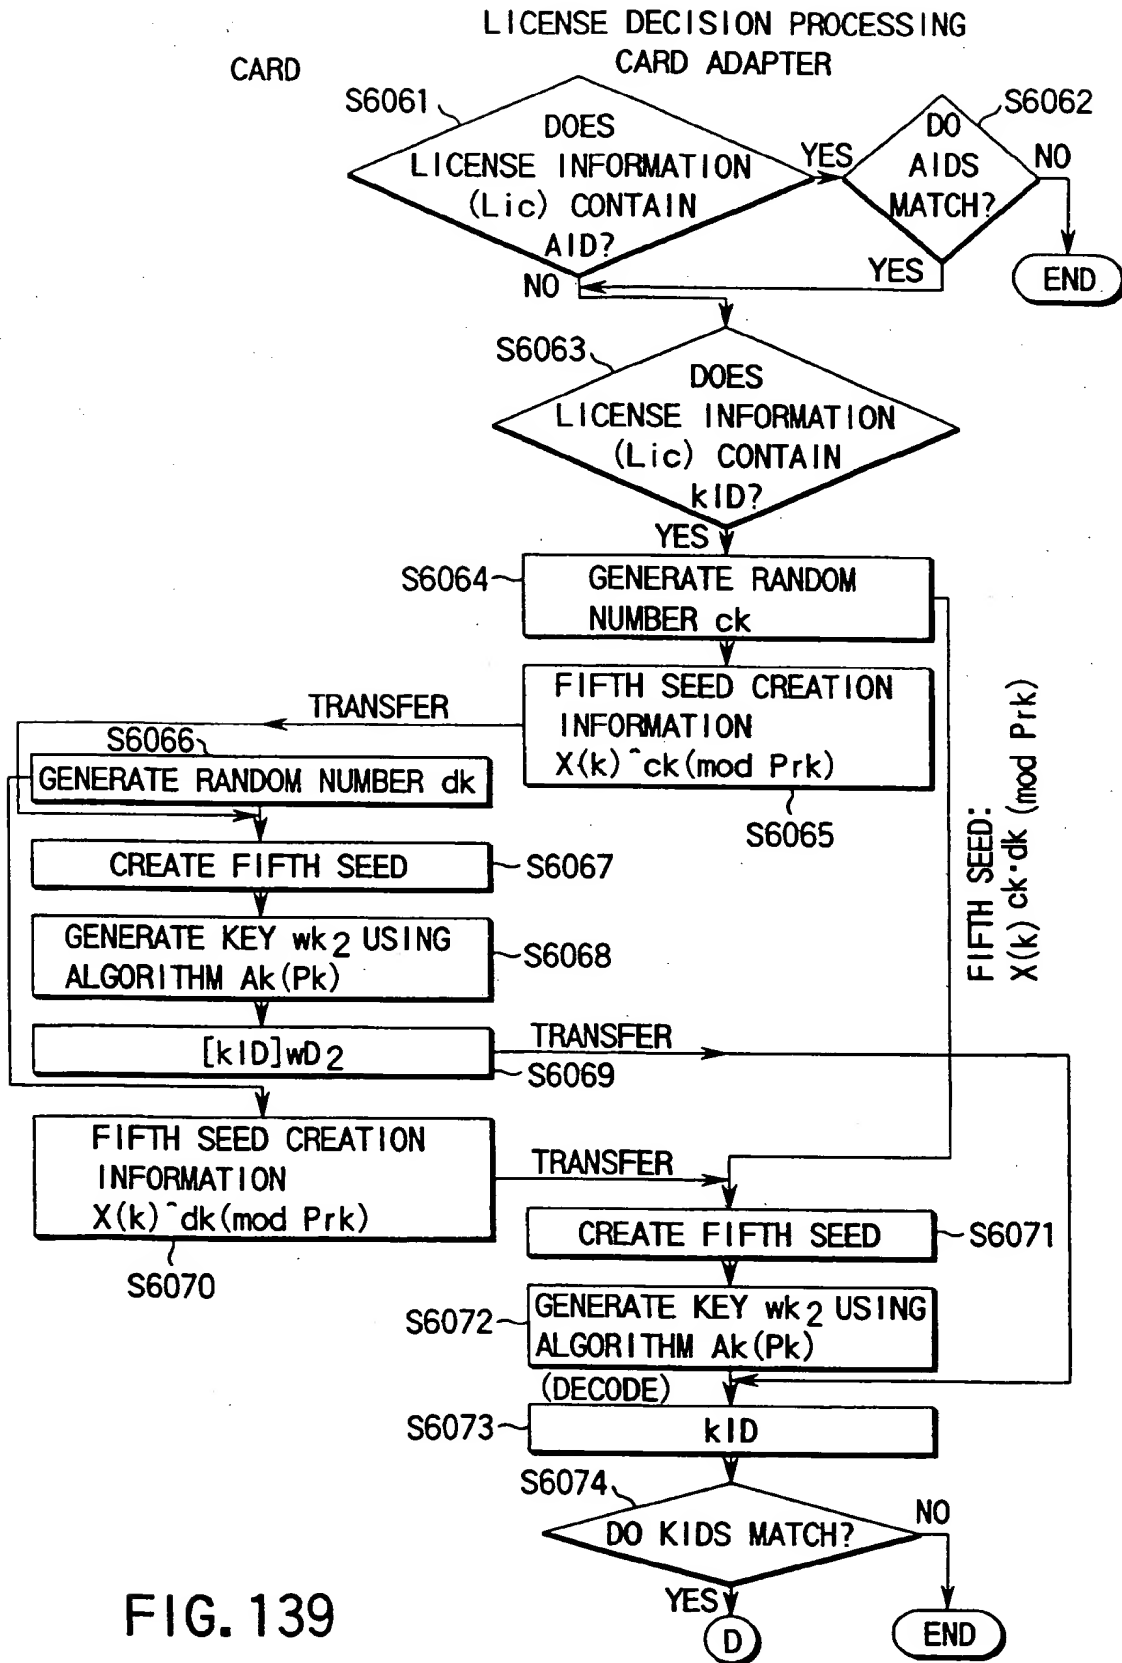 LICENSE DECISION PROCESSING
CARD
CARD ADAPTER
S6061
DOES
LICENSE INFORMATION
(Lic) CONTAIN
AID?
YES
S6062
DO
AIDS
MATCH?
NO
END
YES
NO
S6063
DOES
LICENSE INFORMATION
(Lic) CONTAIN
kID?
YES
S6064
GENERATE RANDOM
NUMBER ck
FIFTH SEED CREATION
INFORMATION
X(k)^ck(mod Prk)
S6065
TRANSFER
S6066
GENERATE RANDOM NUMBER dk
FIFTH SEED:
X(k) ck·dk (mod Prk)
CREATE FIFTH SEED
S6067
GENERATE KEY wk2 USING
ALGORITHM Ak(Pk)
S6068
[kID]wD2
S6069
TRANSFER
FIFTH SEED CREATION
INFORMATION
X(k)^dk(mod Prk)
S6070
TRANSFER
CREATE FIFTH SEED
S6071
S6072
GENERATE KEY wk2 USING
ALGORITHM Ak(Pk)
(DECODE)
S6073
kID
S6074
DO KIDS MATCH?
NO
YES
D
END
FIG. 139